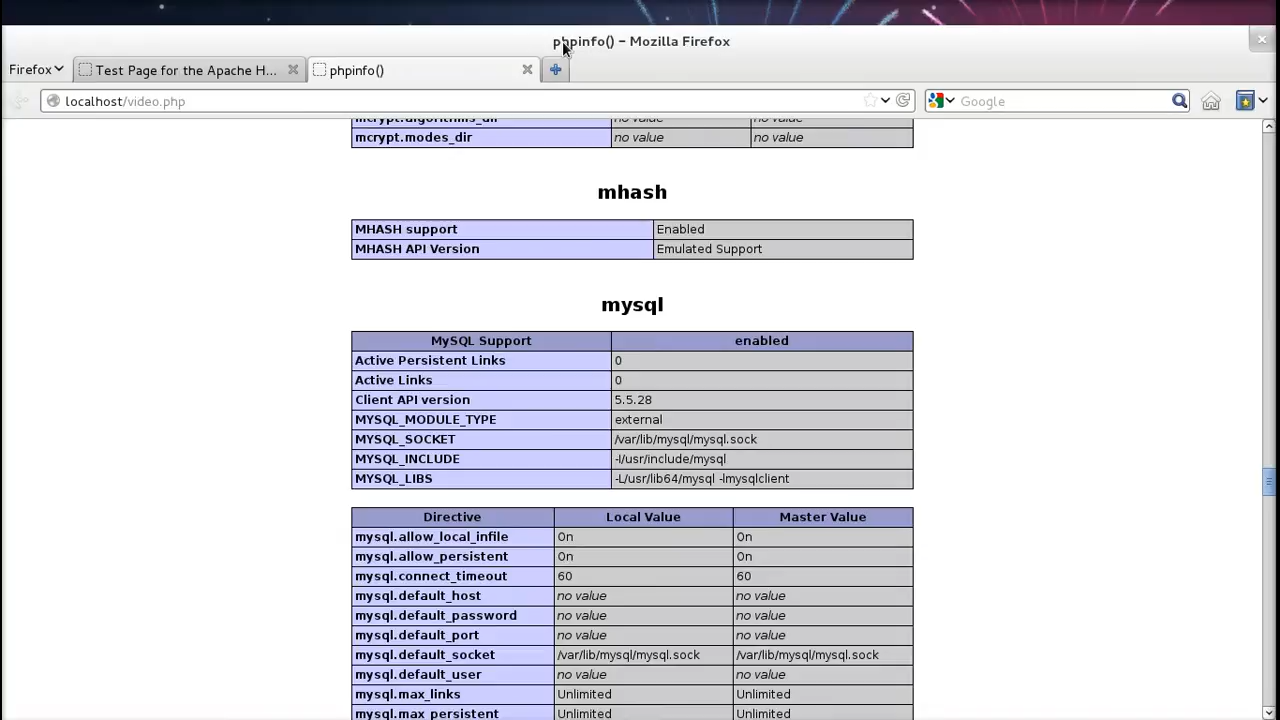 phpinfo() – Mozilla Firefox
Firefox Test Page for the Apache H... phpinfo()
localhost/video.php Google
mcrypt.algorithms_dir no value no value
mcrypt.modes_dir no value no value
mhash
MHASH support Enabled
MHASH API Version Emulated Support
mysql
MySQL Support enabled
Active Persistent Links 0
Active Links 0
Client API version 5.5.28
MYSQL_MODULE_TYPE external
MYSQL_SOCKET /var/lib/mysql/mysql.sock
MYSQL_INCLUDE -I/usr/include/mysql
MYSQL_LIBS -L/usr/lib64/mysql -lmysqlclient
Directive Local Value Master Value
mysql.allow_local_infile On On
mysql.allow_persistent On On
mysql.connect_timeout 60 60
mysql.default_host no value no value
mysql.default_password no value no value
mysql.default_port no value no value
mysql.default_socket /var/lib/mysql/mysql.sock /var/lib/mysql/mysql.sock
mysql.default_user no value no value
mysql.max_links Unlimited Unlimited
mysql.max_persistent Unlimited Unlimited